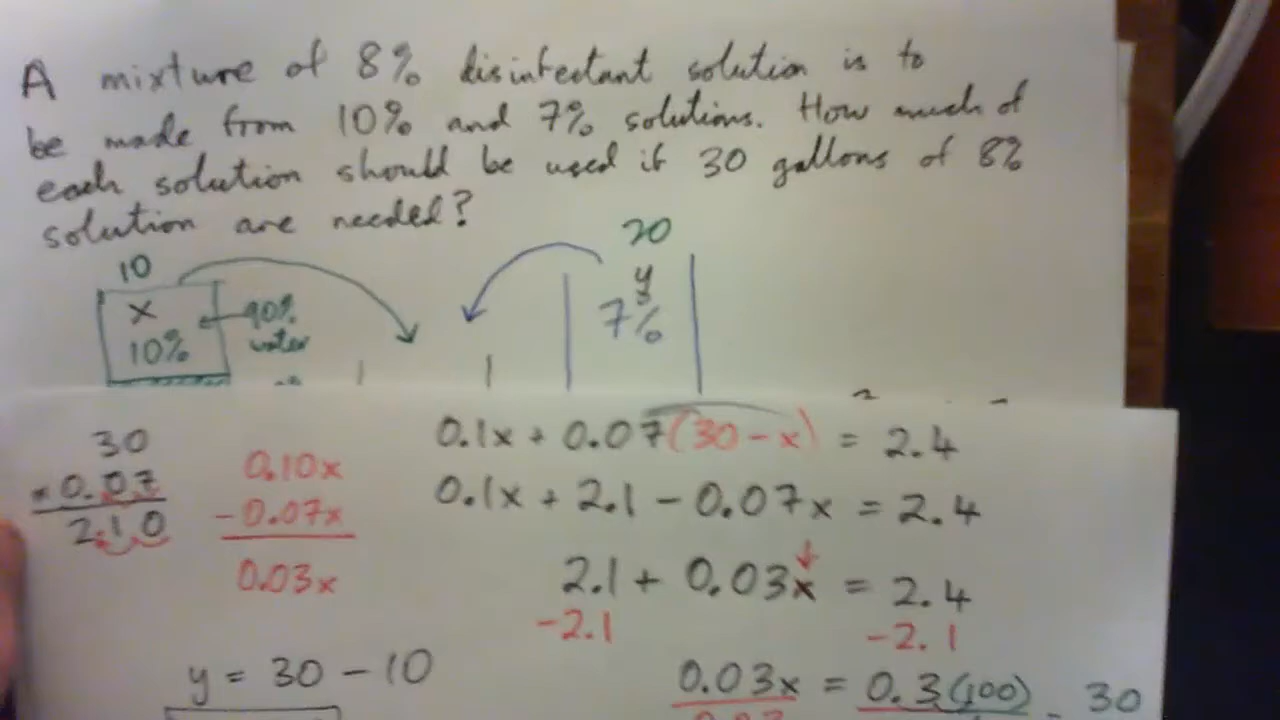 A mixture of 8% disinfectant solution is to
be made from 10% and 7% solutions. How much of
each solution should be used if 30 gallons of 8%
solution are needed?
10
x
10%
90%
water
20
y
7%
30
× 0.07
2.10
0.10x
-0.07x
0.03x
0.1x + 0.07(30-x) = 2.4
0.1x + 2.1 - 0.07x = 2.4
2.1 + 0.03x = 2.4
-2.1 -2.1
y = 30 - 10
0.03x = 0.3(100) 30